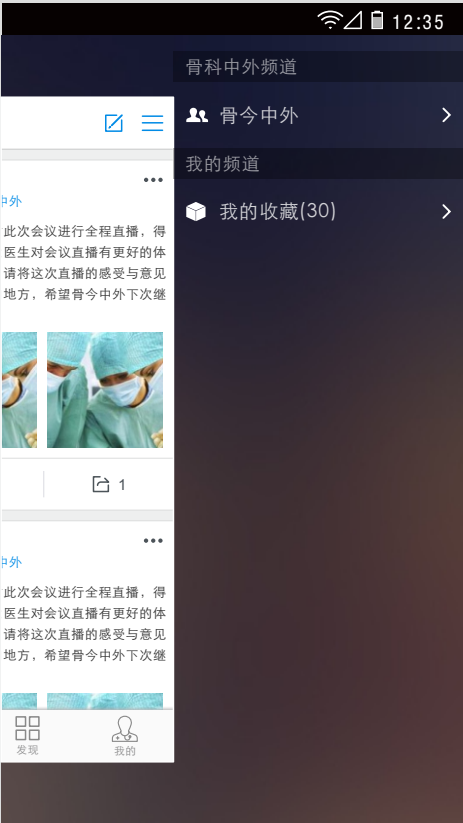 12:35
骨科中外频道
骨今中外
我的频道
我的收藏(30)
中外
此次会议进行全程直播，得
医生对会议直播有更好的体
请将这次直播的感受与意见
地方，希望骨今中外下次继
1
中外
此次会议进行全程直播，得
医生对会议直播有更好的体
请将这次直播的感受与意见
地方，希望骨今中外下次继
发现
我的